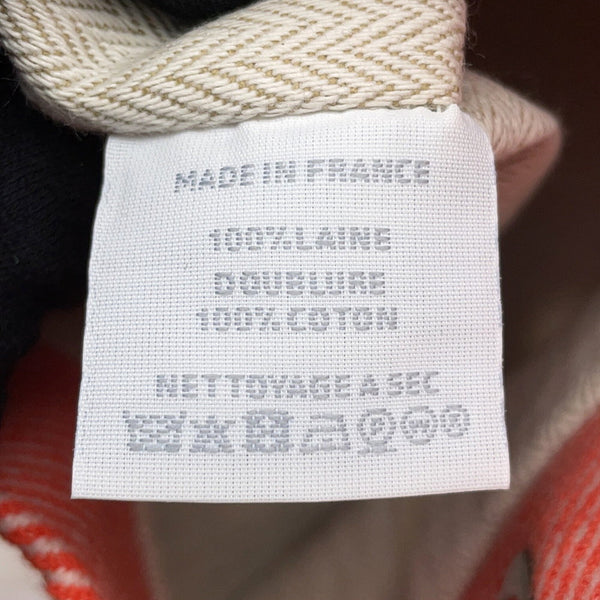 MADE IN FRANCE
100% LAINE
DOUBLURE
100% COTON
NETTOYAGE A SEC
P W